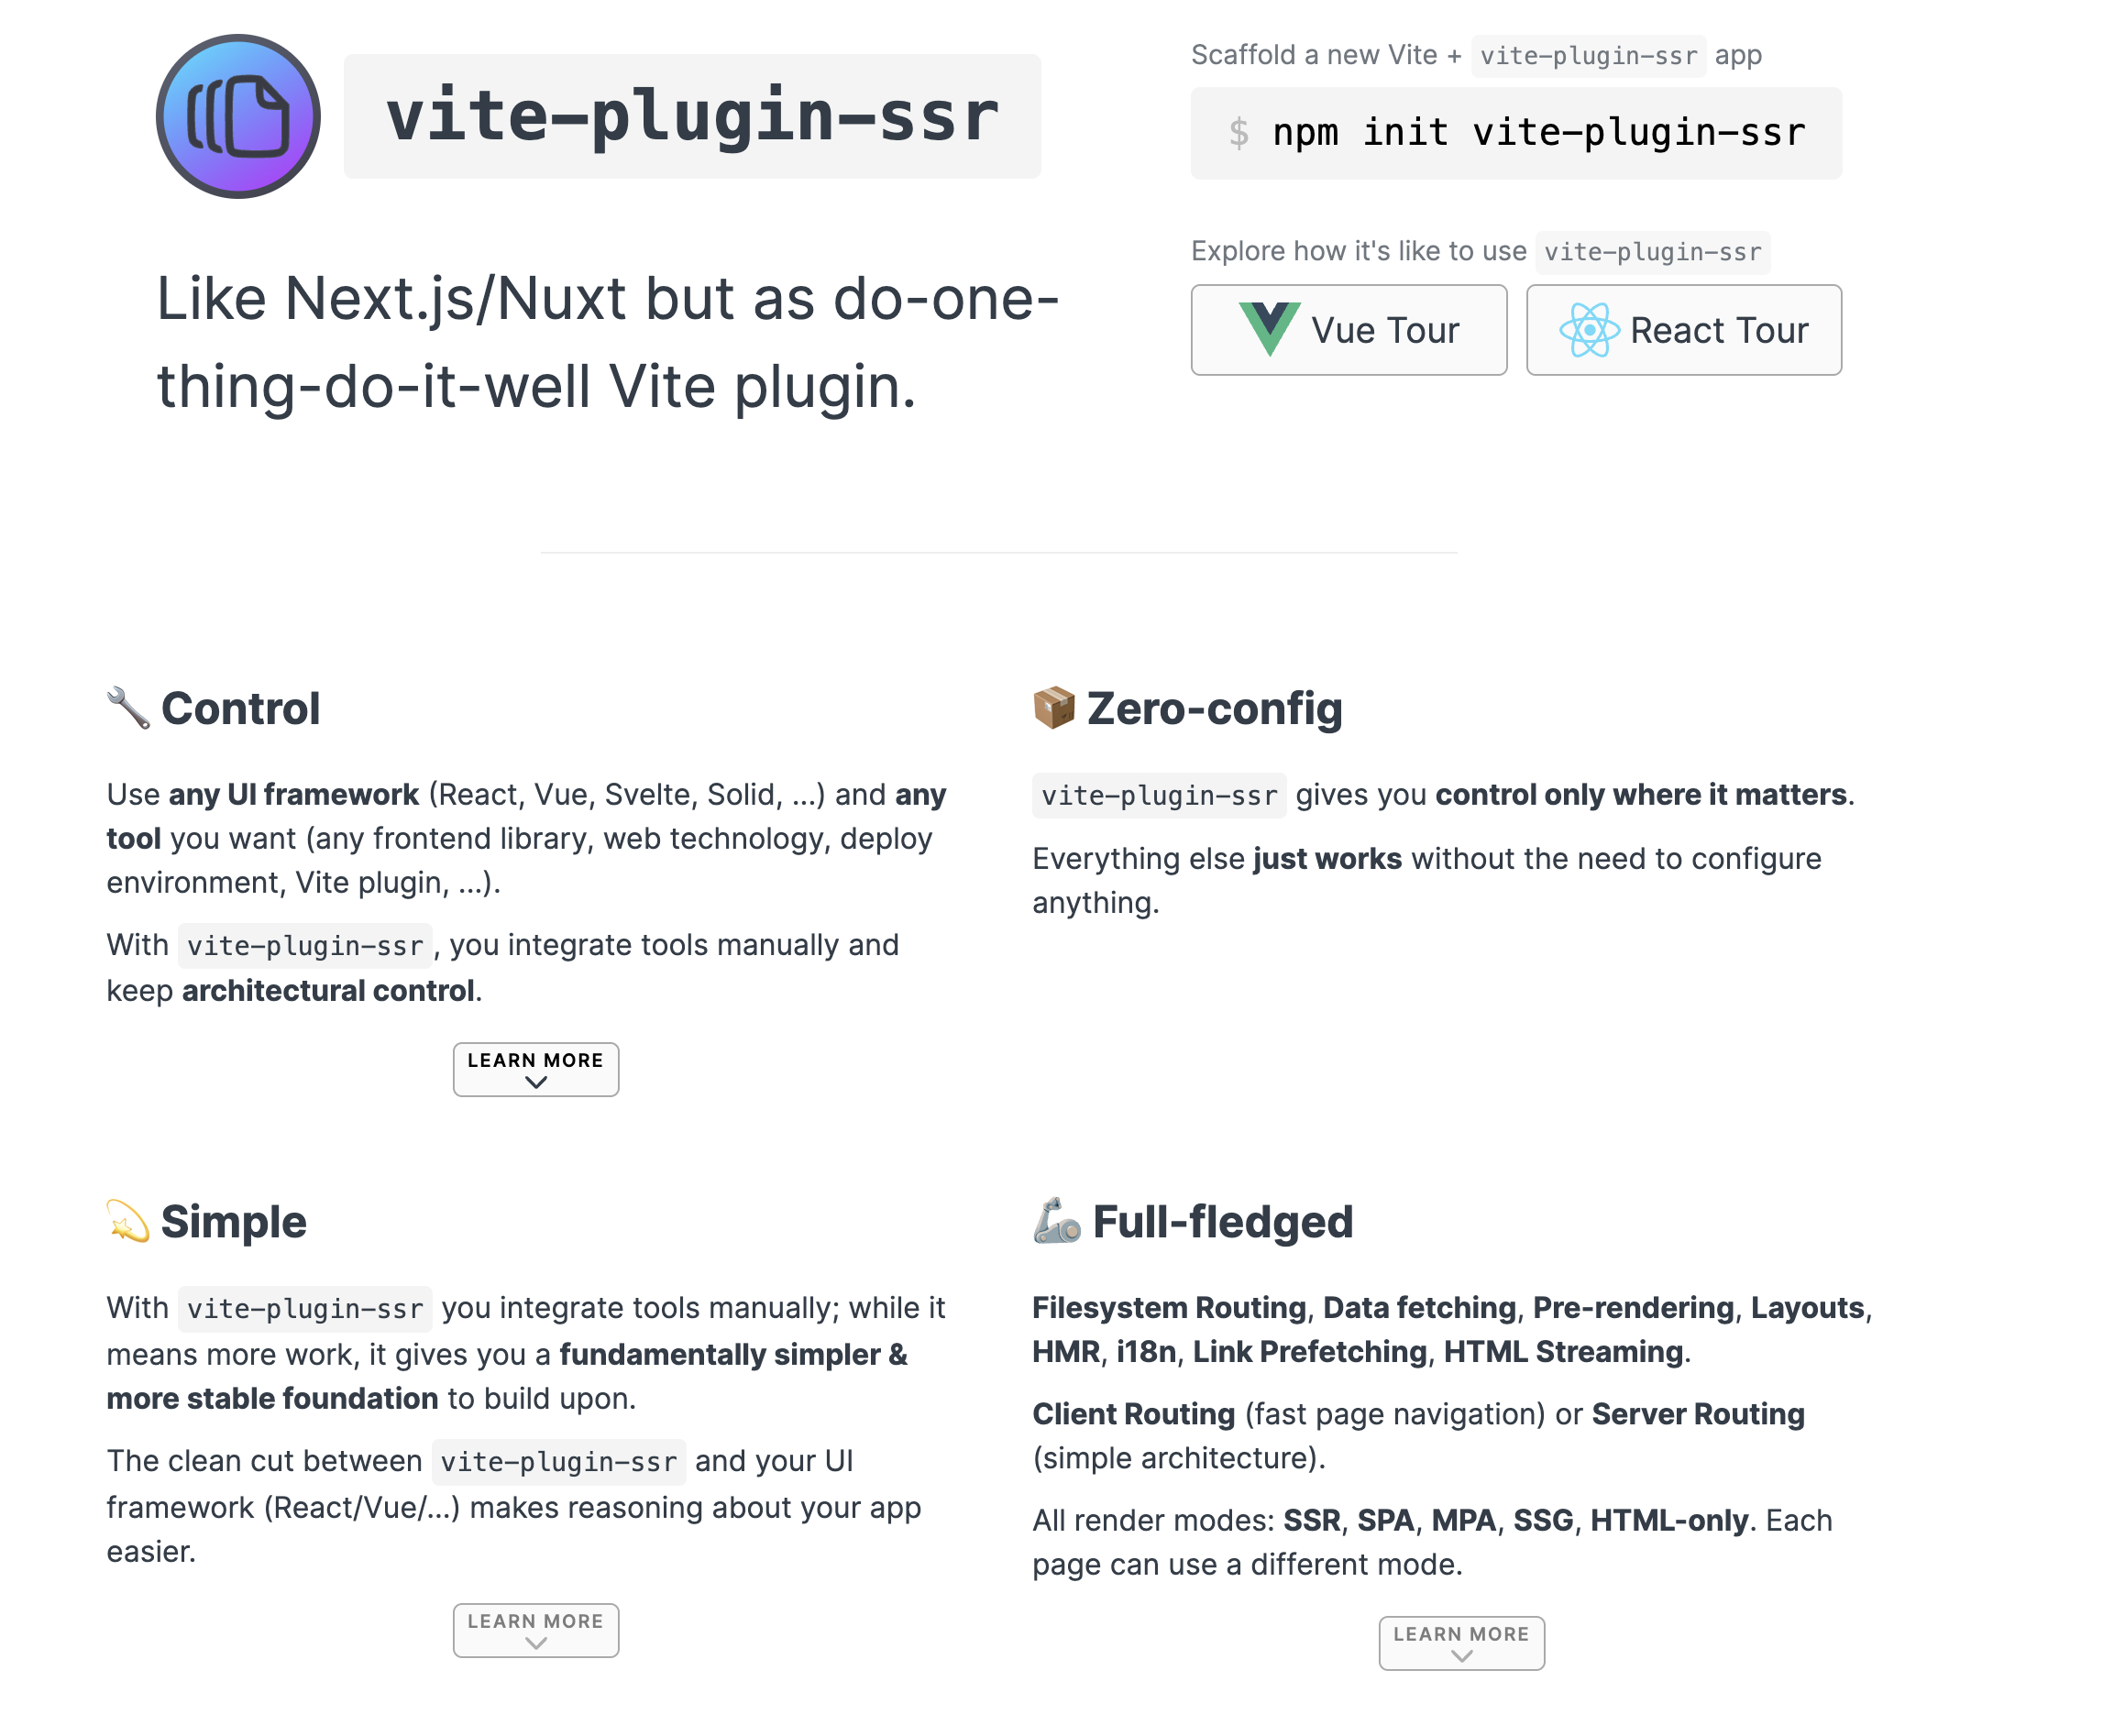 vite-plugin-ssr
Like Next.js/Nuxt but as do-one-
thing-do-it-well Vite plugin.
Scaffold a new Vite + vite-plugin-ssr app
$ npm init vite-plugin-ssr
Explore how it's like to use vite-plugin-ssr
Vue Tour
React Tour
Control
Use any UI framework (React, Vue, Svelte, Solid, ...) and any
tool you want (any frontend library, web technology, deploy
environment, Vite plugin, ...).
With vite-plugin-ssr, you integrate tools manually and
keep architectural control.
LEARN MORE
Zero-config
vite-plugin-ssr gives you control only where it matters.
Everything else just works without the need to configure
anything.
Simple
With vite-plugin-ssr you integrate tools manually; while it
means more work, it gives you a fundamentally simpler &
more stable foundation to build upon.
The clean cut between vite-plugin-ssr and your UI
framework (React/Vue/...) makes reasoning about your app
easier.
LEARN MORE
Full-fledged
Filesystem Routing, Data fetching, Pre-rendering, Layouts,
HMR, i18n, Link Prefetching, HTML Streaming.
Client Routing (fast page navigation) or Server Routing
(simple architecture).
All render modes: SSR, SPA, MPA, SSG, HTML-only. Each
page can use a different mode.
LEARN MORE